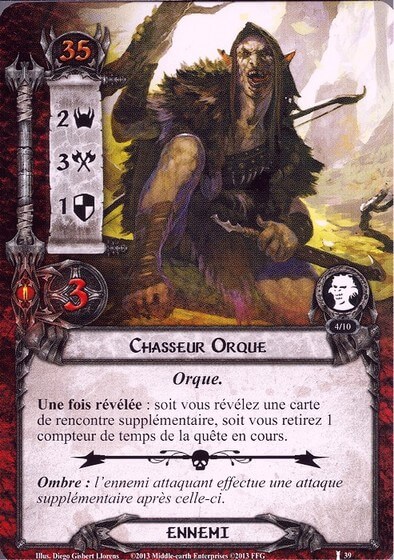 35
2
3
1
3
4/10
CHASSEUR ORQUE
Orque.
Une fois révélée : soit vous révélez une carte
de rencontre supplémentaire, soit vous retirez 1
compteur de temps de la quête en cours.
Ombre : l'ennemi attaquant effectue une attaque
supplémentaire après celle-ci.
ENNEMI
Illus. Diego Gisbert Llorens ©2013 Middle-earth Enterprises ©2013 FFG 39